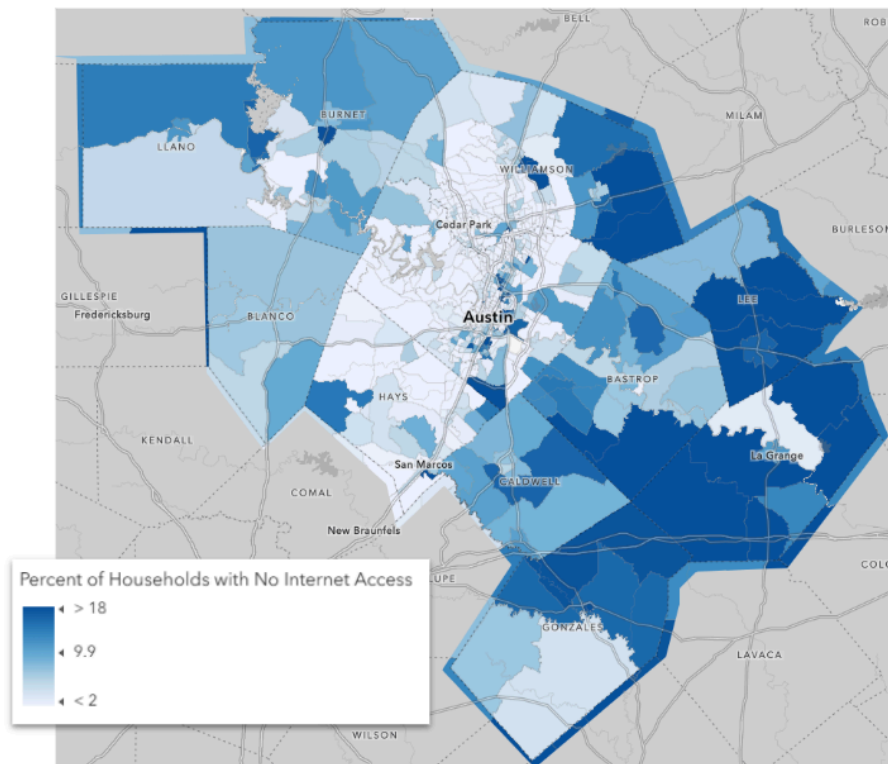 BELL
ROB
BURNET
MILAM
LLANO
WILLIAMSON
Cedar Park
BURLESON
GILLESPIE
LEE
Fredericksburg
BLANCO
Austin
BASTROP
HAYS
KENDALL
La Grange
San Marcos
CALDWELL
COMAL
New Braunfels
COLO
Percent of Households with No Internet Access
UPE
> 18
GONZALES
9.9
LAVACA
< 2
WILSON